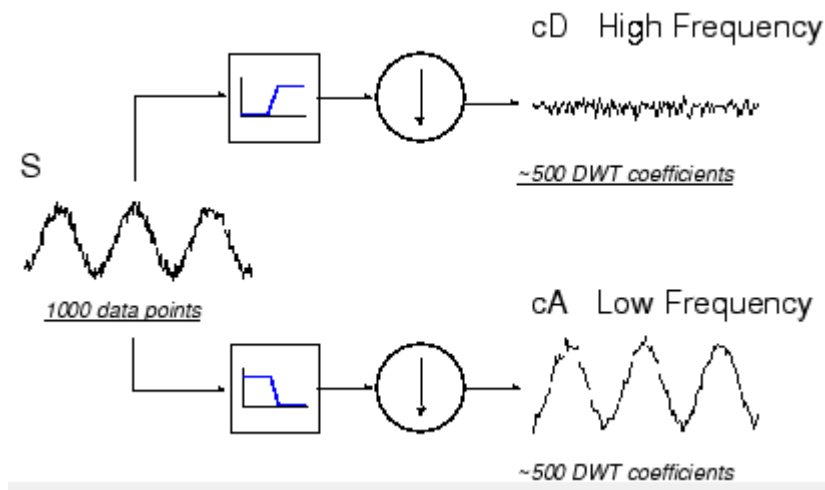 cD High Frequency
S
~500 DWT coefficients
1000 data points
cA Low Frequency
~500 DWT coefficients